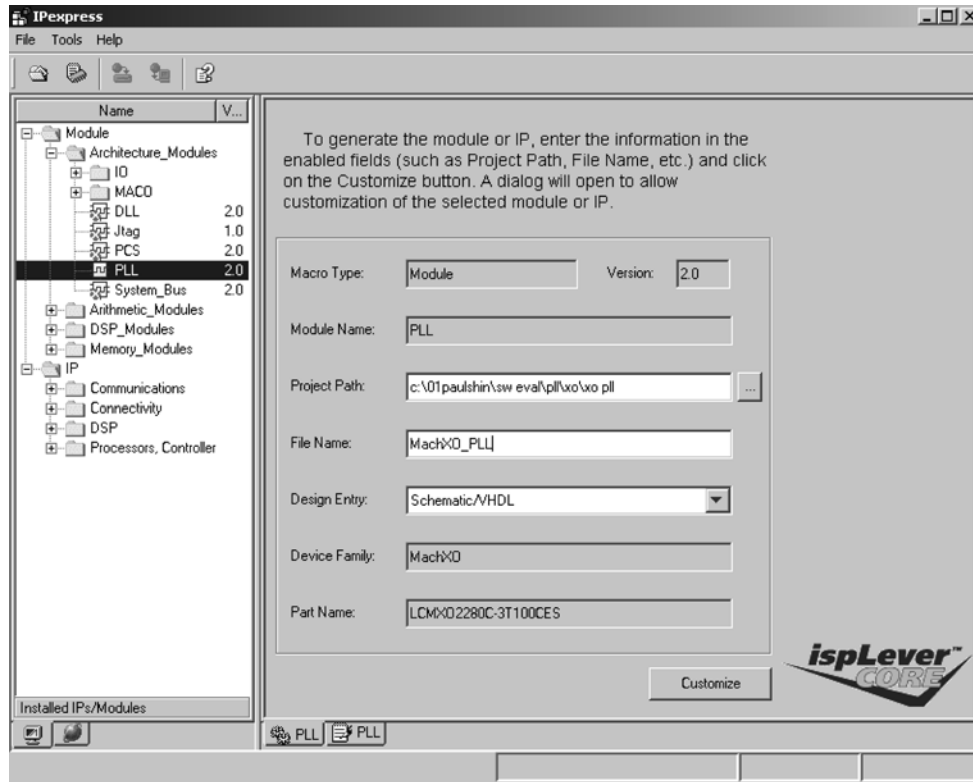 IPexpress
File Tools Help
Name V...
Module
Architecture_Modules
IO
MACO
DLL 2.0
Jtag 1.0
PCS 2.0
PLL 2.0
System_Bus 2.0
Arithmetic_Modules
DSP_Modules
Memory_Modules
IP
Communications
Connectivity
DSP
Processors, Controller
Installed IPs/Modules
To generate the module or IP, enter the information in the
enabled fields (such as Project Path, File Name, etc.) and click
on the Customize button. A dialog will open to allow
customization of the selected module or IP.
Macro Type: Module Version: 2.0
Module Name: PLL
Project Path: c:\01paulshin\sw eval\pll\xo\xo pll ...
File Name: MachXO_PLL
Design Entry: Schematic/VHDL
Device Family: MachXO
Part Name: LCMXO2280C-3T100CES
Customize
ispLever™
CORE
PLL PLL